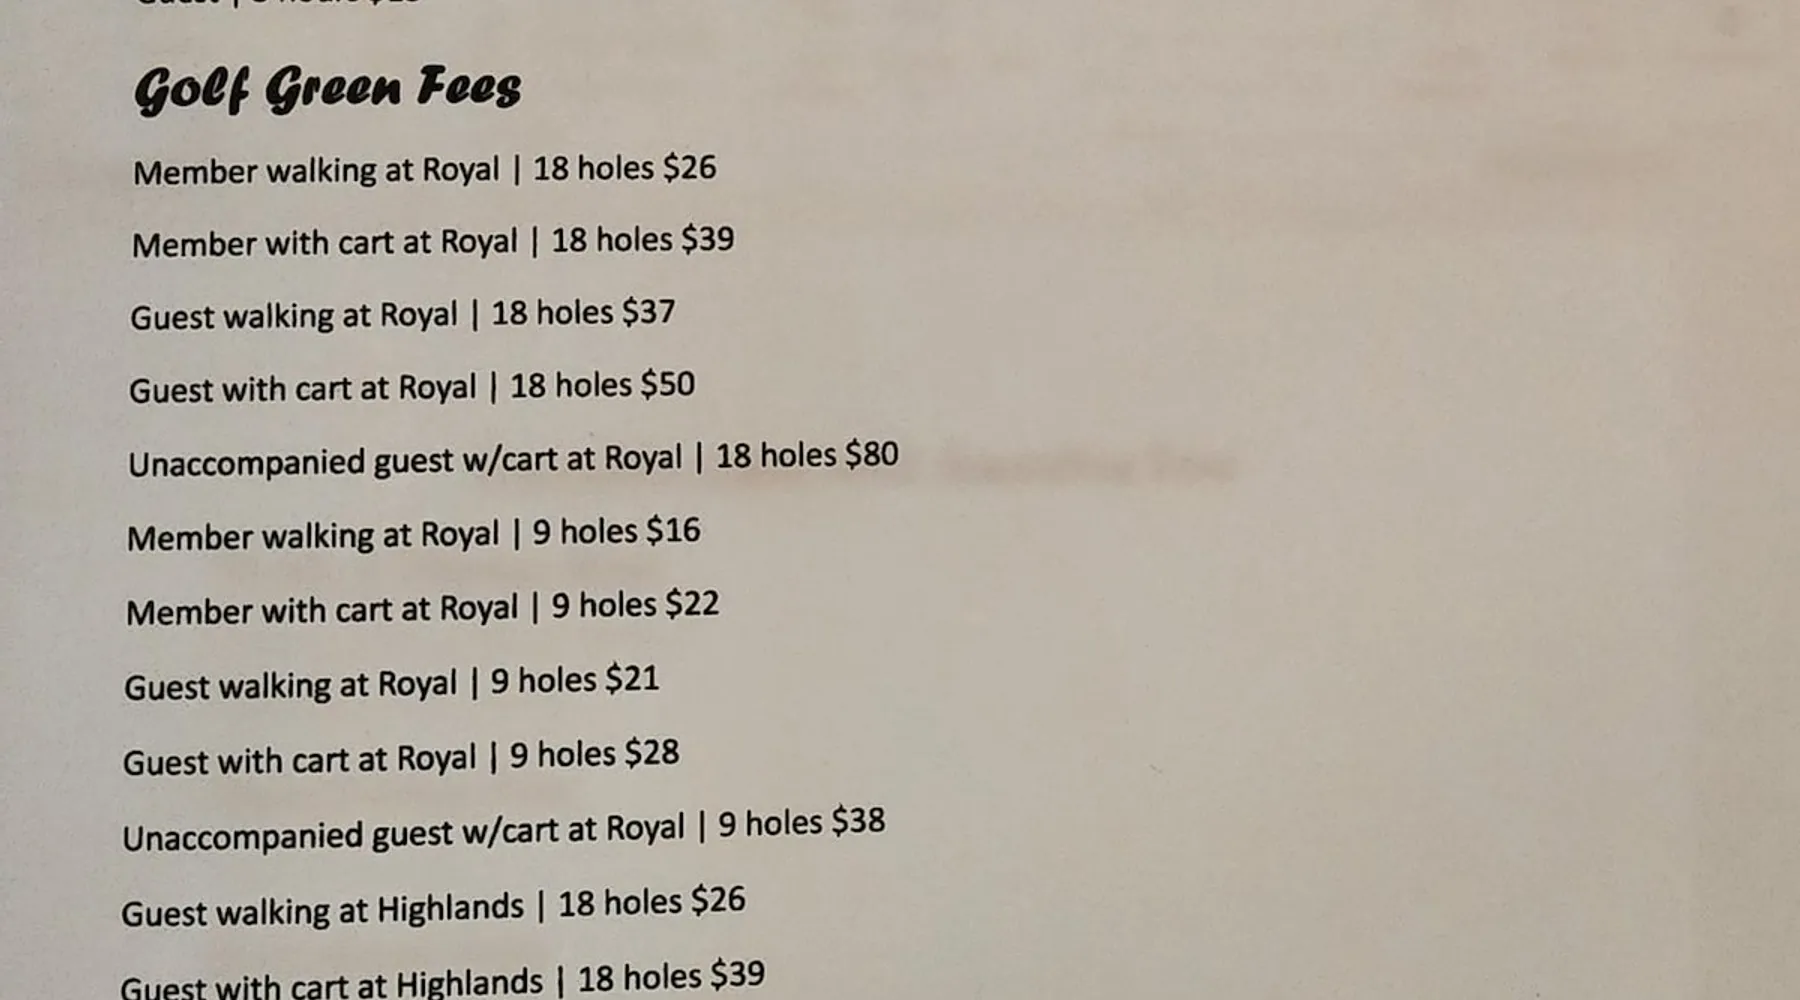 Golf Green Fees
Member walking at Royal | 18 holes $26
Member with cart at Royal | 18 holes $39
Guest walking at Royal | 18 holes $37
Guest with cart at Royal | 18 holes $50
Unaccompanied guest w/cart at Royal | 18 holes $80
Member walking at Royal | 9 holes $16
Member with cart at Royal | 9 holes $22
Guest walking at Royal | 9 holes $21
Guest with cart at Royal | 9 holes $28
Unaccompanied guest w/cart at Royal | 9 holes $38
Guest walking at Highlands | 18 holes $26
Guest with cart at Highlands | 18 holes $39